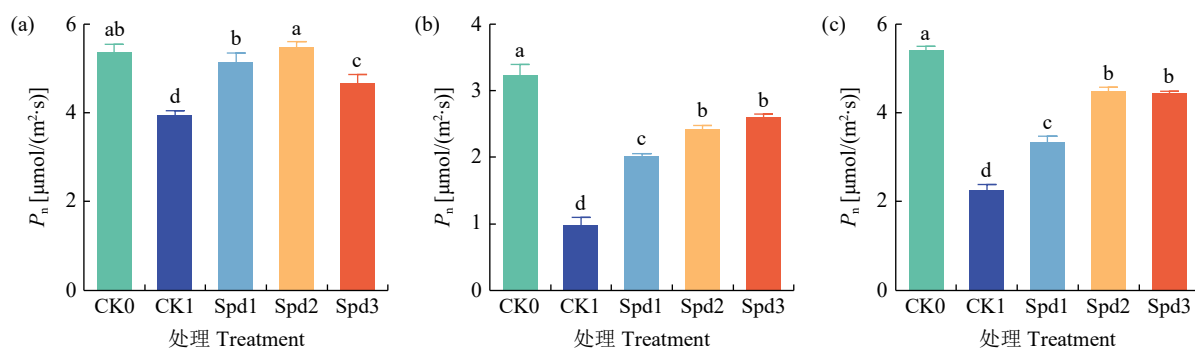 (a)
6
4
2
0
Pn [μmol/(m²·s)]
ab
d
b
a
c
CK0 CK1 Spd1 Spd2 Spd3
处理 Treatment
(b)
4
3
2
1
0
Pn [μmol/(m²·s)]
a
d
c
b
b
CK0 CK1 Spd1 Spd2 Spd3
处理 Treatment
(c)
6
4
2
0
Pn [μmol/(m²·s)]
a
d
c
b
b
CK0 CK1 Spd1 Spd2 Spd3
处理 Treatment